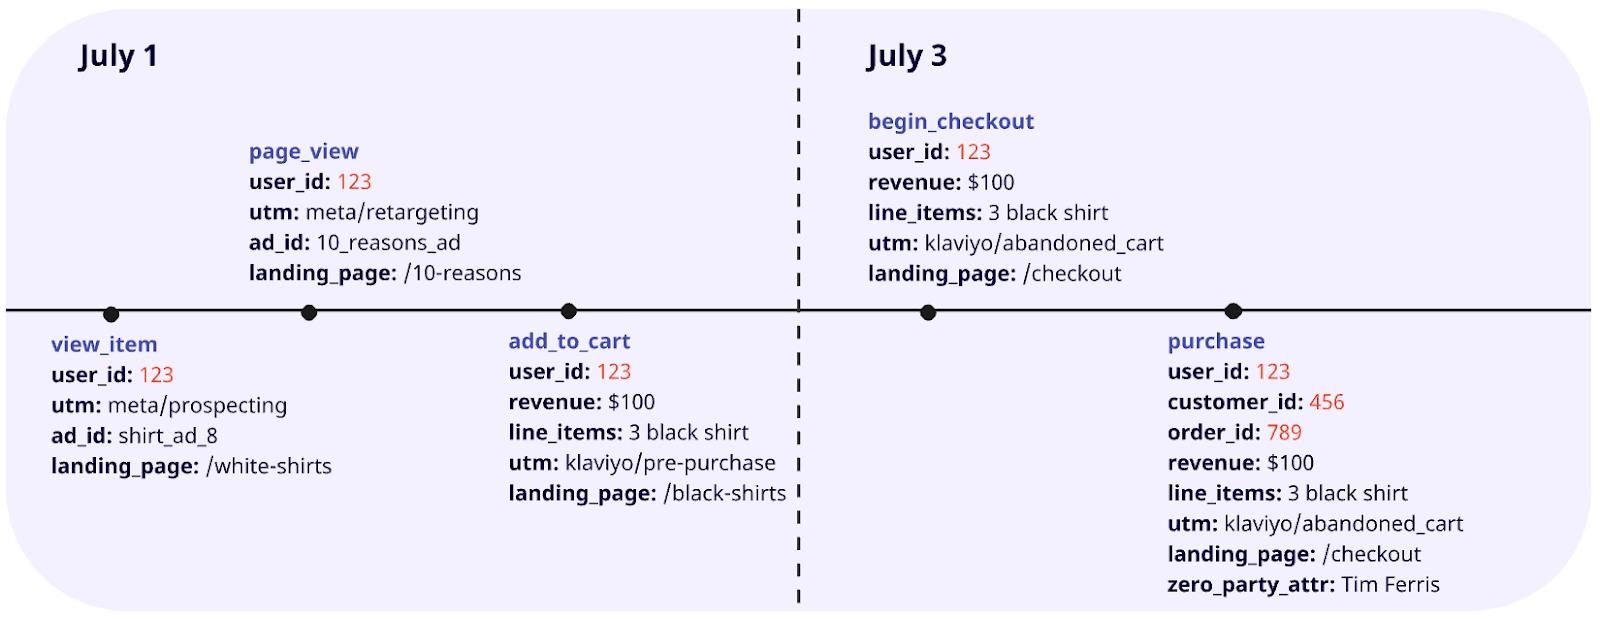 July 1
view_item
user_id: 123
utm: meta/prospecting
ad_id: shirt_ad_8
landing_page: /white-shirts
page_view
user_id: 123
utm: meta/retargeting
ad_id: 10_reasons_ad
landing_page: /10-reasons
add_to_cart
user_id: 123
revenue: $100
line_items: 3 black shirt
utm: klaviyo/pre-purchase
landing_page: /black-shirts
July 3
begin_checkout
user_id: 123
revenue: $100
line_items: 3 black shirt
utm: klaviyo/abandoned_cart
landing_page: /checkout
purchase
user_id: 123
customer_id: 456
order_id: 789
revenue: $100
line_items: 3 black shirt
utm: klaviyo/abandoned_cart
landing_page: /checkout
zero_party_attr: Tim Ferris